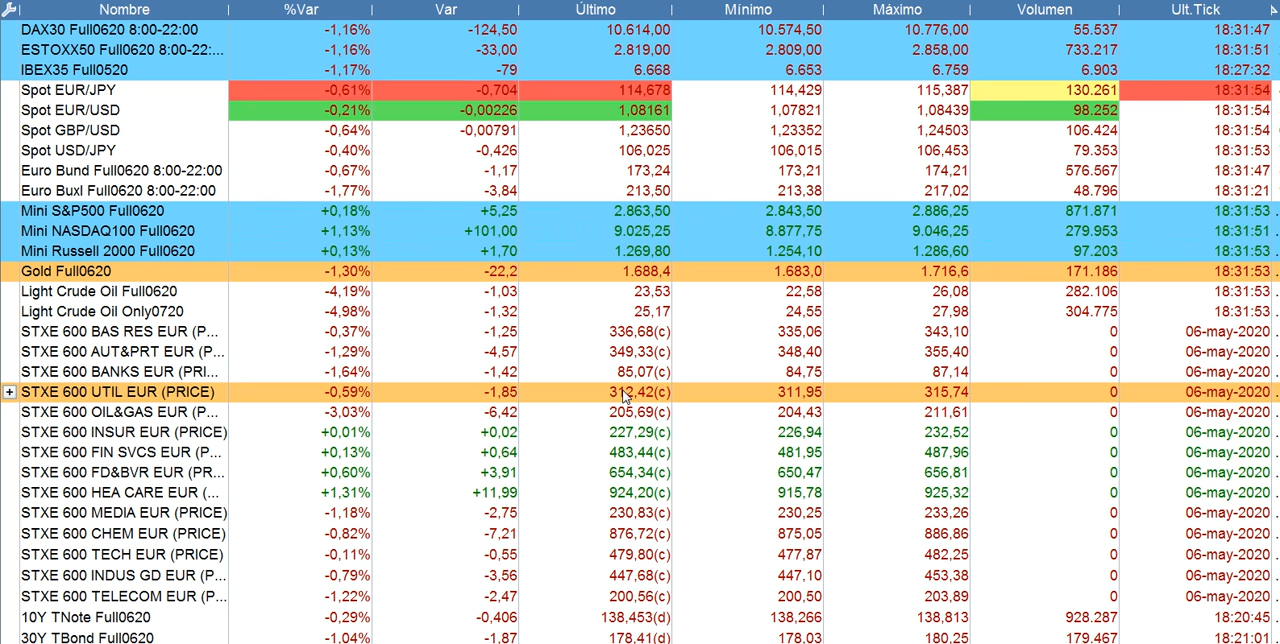 Nombre %Var Var Último Mínimo Máximo Volumen Ult.Tick
DAX30 Full0620 8:00-22:00 -1,16% -124,50 10.614,00 10.574,50 10.776,00 55.537 18:31:47
ESTOXX50 Full0620 8:00-22:... -1,16% -33,00 2.819,00 2.809,00 2.858,00 733.217 18:31:51
IBEX35 Full0520 -1,17% -79 6.668 6.653 6.759 6.903 18:27:32
Spot EUR/JPY -0,61% -0,704 114,678 114,429 115,387 130.261 18:31:54
Spot EUR/USD -0,21% -0,00226 1,08161 1,07821 1,08439 98.252 18:31:54
Spot GBP/USD -0,64% -0,00791 1,23650 1,23352 1,24503 106.424 18:31:54
Spot USD/JPY -0,40% -0,426 106,025 106,015 106,453 79.353 18:31:53
Euro Bund Full0620 8:00-22:00 -0,67% -1,17 173,24 173,21 174,21 576.567 18:31:47
Euro Buxl Full0620 8:00-22:00 -1,77% -3,84 213,50 213,38 217,02 48.796 18:31:21
Mini S&P500 Full0620 +0,18% +5,25 2.863,50 2.843,50 2.886,25 871.871 18:31:53
Mini NASDAQ100 Full0620 +1,13% +101,00 9.025,25 8.877,75 9.046,25 279.953 18:31:51
Mini Russell 2000 Full0620 +0,13% +1,70 1.269,80 1.254,10 1.286,60 97.203 18:31:53
Gold Full0620 -1,30% -22,2 1.688,4 1.683,0 1.716,6 171.186 18:31:53
Light Crude Oil Full0620 -4,19% -1,03 23,53 22,58 26,08 282.106 18:31:53
Light Crude Oil Only0720 -4,98% -1,32 25,17 24,55 27,98 304.775 18:31:53
STXE 600 BAS RES EUR (P... -0,37% -1,25 336,68(c) 335,06 343,10 0 06-may-2020
STXE 600 AUT&PRT EUR (P... -1,29% -4,57 349,33(c) 348,40 355,40 0 06-may-2020
STXE 600 BANKS EUR (PRI... -1,64% -1,42 85,07(c) 84,75 87,14 0 06-may-2020
STXE 600 UTIL EUR (PRICE) -0,59% -1,85 312,42(c) 311,95 315,74 0 06-may-2020
STXE 600 OIL&GAS EUR (P... -3,03% -6,42 205,69(c) 204,43 211,61 0 06-may-2020
STXE 600 INSUR EUR (PRICE) +0,01% +0,02 227,29(c) 226,94 232,52 0 06-may-2020
STXE 600 FIN SVCS EUR (P... +0,13% +0,64 483,44(c) 481,95 487,96 0 06-may-2020
STXE 600 FD&BVR EUR (PR... +0,60% +3,91 654,34(c) 650,47 656,81 0 06-may-2020
STXE 600 HEA CARE EUR (... +1,31% +11,99 924,20(c) 915,78 925,32 0 06-may-2020
STXE 600 MEDIA EUR (PRICE) -1,18% -2,75 230,83(c) 230,25 233,26 0 06-may-2020
STXE 600 CHEM EUR (PRICE) -0,82% -7,21 876,72(c) 875,05 886,86 0 06-may-2020
STXE 600 TECH EUR (PRICE) -0,11% -0,55 479,80(c) 477,87 482,25 0 06-may-2020
STXE 600 INDUS GD EUR (P... -0,79% -3,56 447,68(c) 447,10 453,38 0 06-may-2020
STXE 600 TELECOM EUR (P... -1,22% -2,47 200,56(c) 200,50 203,89 0 06-may-2020
10Y TNote Full0620 -0,29% -0,406 138,453(d) 138,266 138,813 928.287 18:20:45
30Y TBond Full0620 -1,04% -1,87 178,41(d) 178,03 180,25 179.467 18:21:01